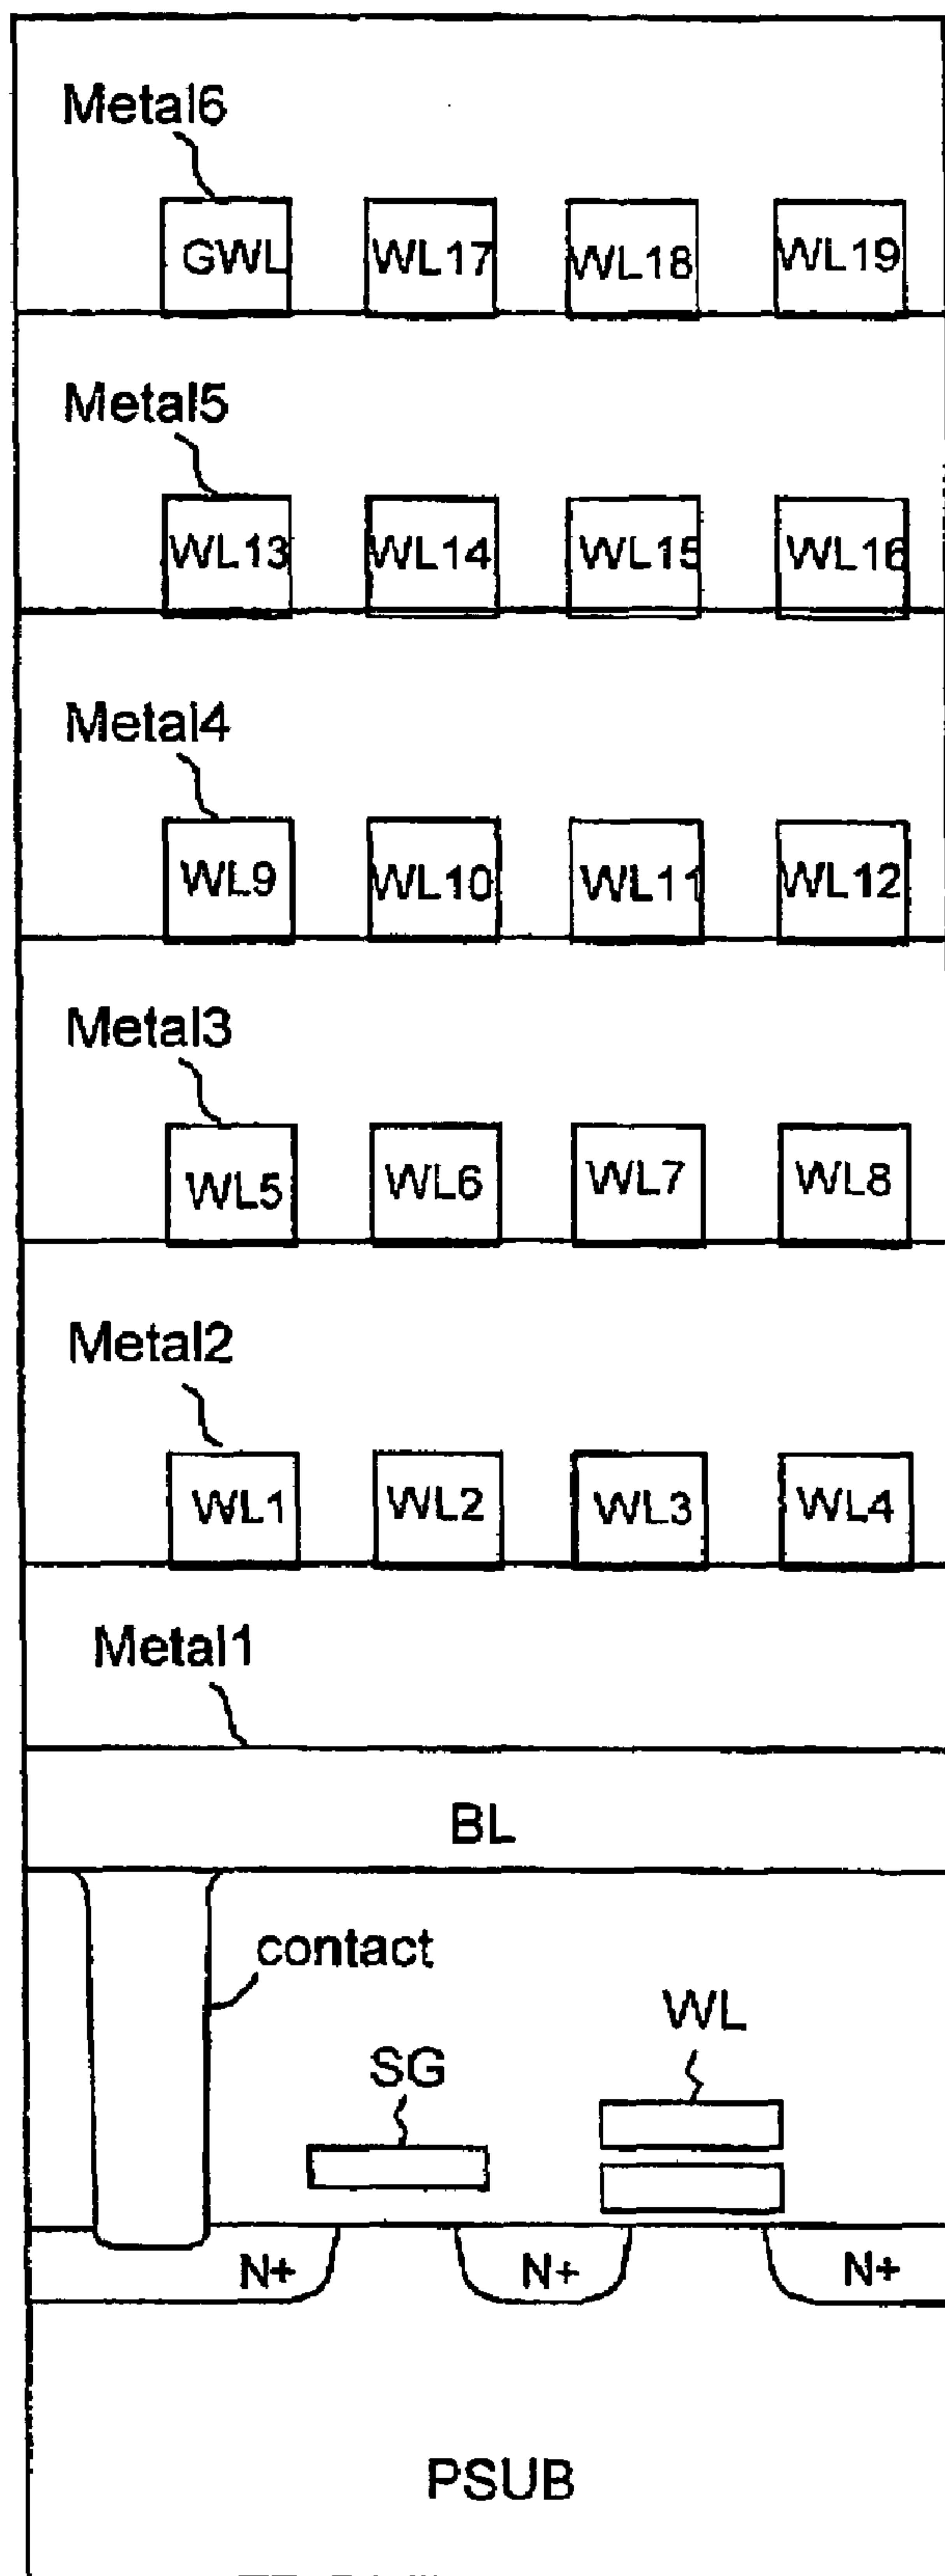 Metal6
GWL WL17 WL18 WL19
Metal5
WL13 WL14 WL15 WL16
Metal4
WL9 WL10 WL11 WL12
Metal3
WL5 WL6 WL7 WL8
Metal2
WL1 WL2 WL3 WL4
Metal1
BL
contact
WL
SG
N+ N+ N+
PSUB